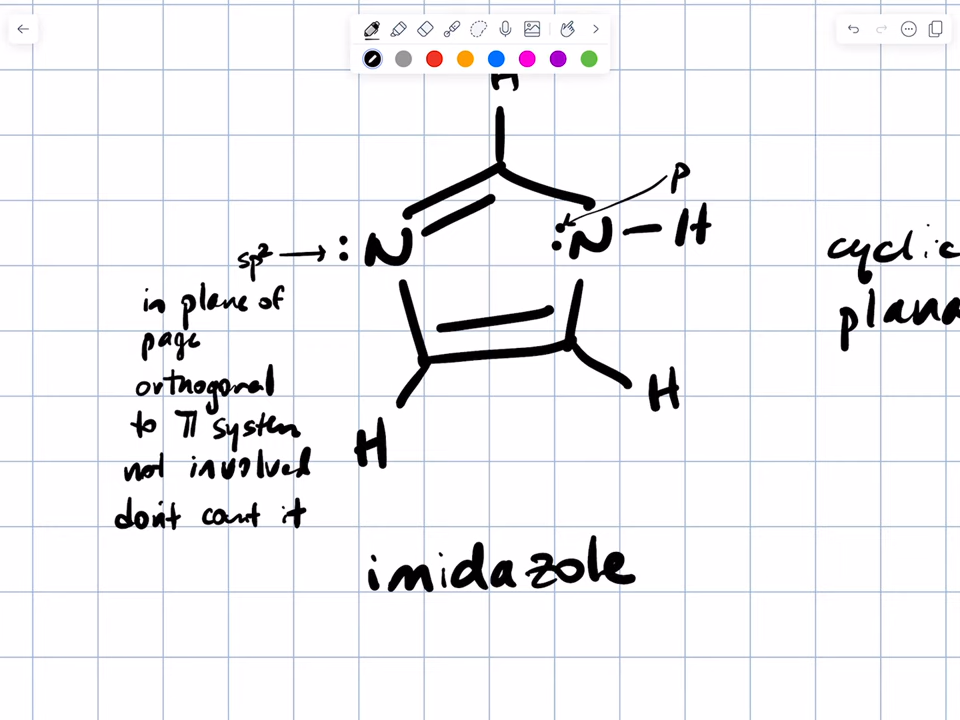 H
p
:N
:N-H
sp²
in plane of
page
orthogonal
to π system
not involved
don't count it
H
H
imidazole
cyclic
plana